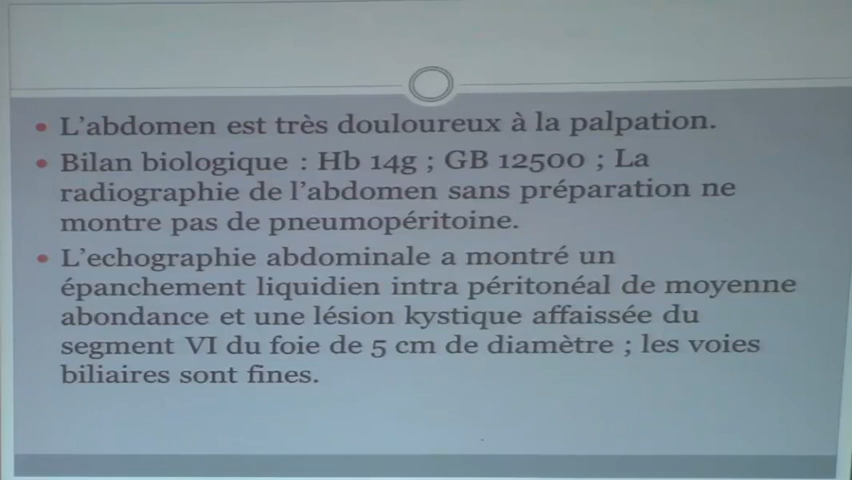 • L'abdomen est très douloureux à la palpation.
• Bilan biologique : Hb 14g ; GB 12500 ; La
radiographie de l'abdomen sans préparation ne
montre pas de pneumopéritoine.
• L'echographie abdominale a montré un
épanchement liquidien intra péritonéal de moyenne
abondance et une lésion kystique affaissée du
segment VI du foie de 5 cm de diamètre ; les voies
biliaires sont fines.